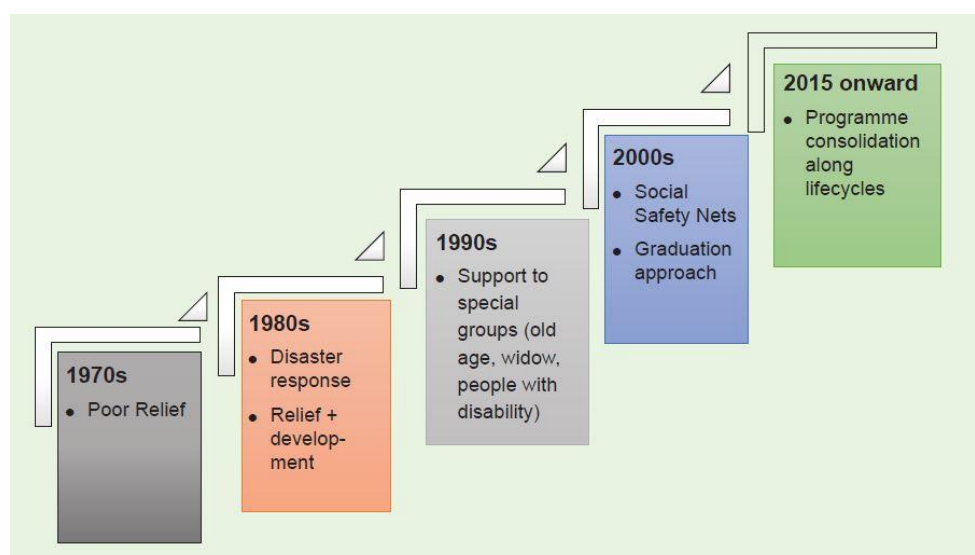 1970s
• Poor Relief
1980s
• Disaster
response
• Relief +
develop-
ment
1990s
• Support to
special
groups (old
age, widow,
people with
disability)
2000s
• Social
Safety Nets
• Graduation
approach
2015 onward
• Programme
consolidation
along
lifecycles